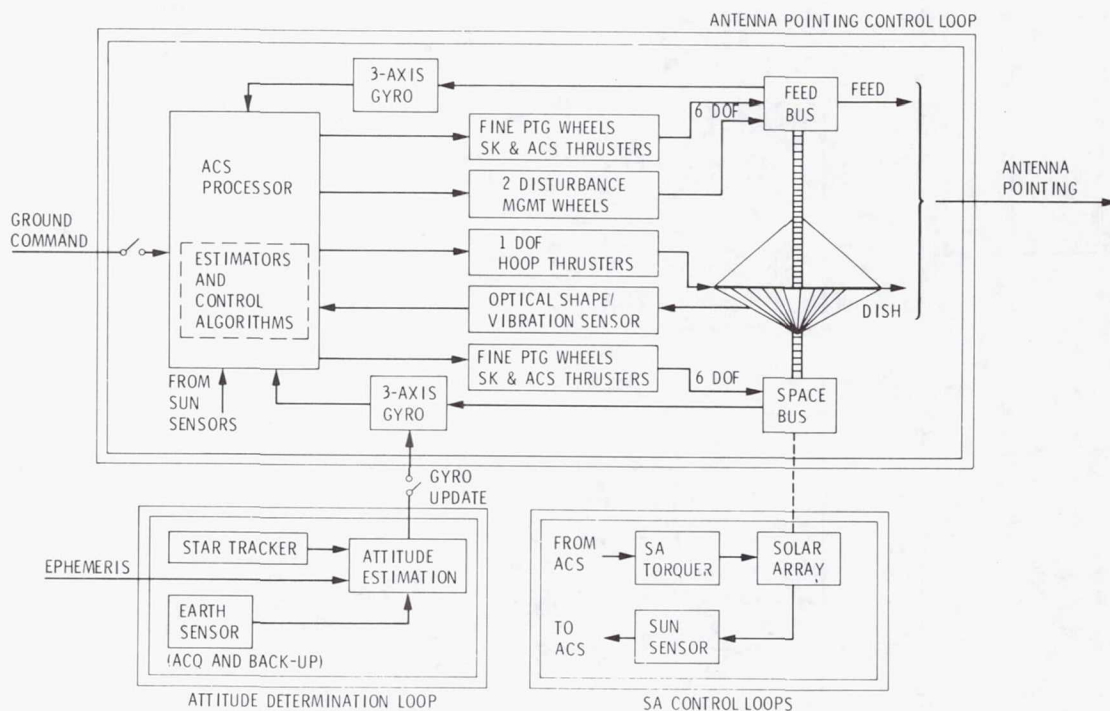 ANTENNA POINTING CONTROL LOOP
3-AXIS
GYRO
FEED
BUS
FEED
6 DOF
ACS
PROCESSOR
FINE PTG WHEELS
SK & ACS THRUSTERS
2 DISTURBANCE
MGMT WHEELS
ANTENNA
POINTING
GROUND
COMMAND
1 DOF
HOOP THRUSTERS
ESTIMATORS
AND
CONTROL
ALGORITHMS
OPTICAL SHAPE/
VIBRATION SENSOR
DISH
FINE PTG WHEELS
SK & ACS THRUSTERS
6 DOF
FROM
SUN
SENSORS
3-AXIS
GYRO
SPACE
BUS
GYRO
UPDATE
STAR TRACKER
ATTITUDE
ESTIMATION
EPHEMERIS
EARTH
SENSOR
(ACQ AND BACK-UP)
ATTITUDE DETERMINATION LOOP
FROM
ACS
SA
TORQUER
SOLAR
ARRAY
TO
ACS
SUN
SENSOR
SA CONTROL LOOPS